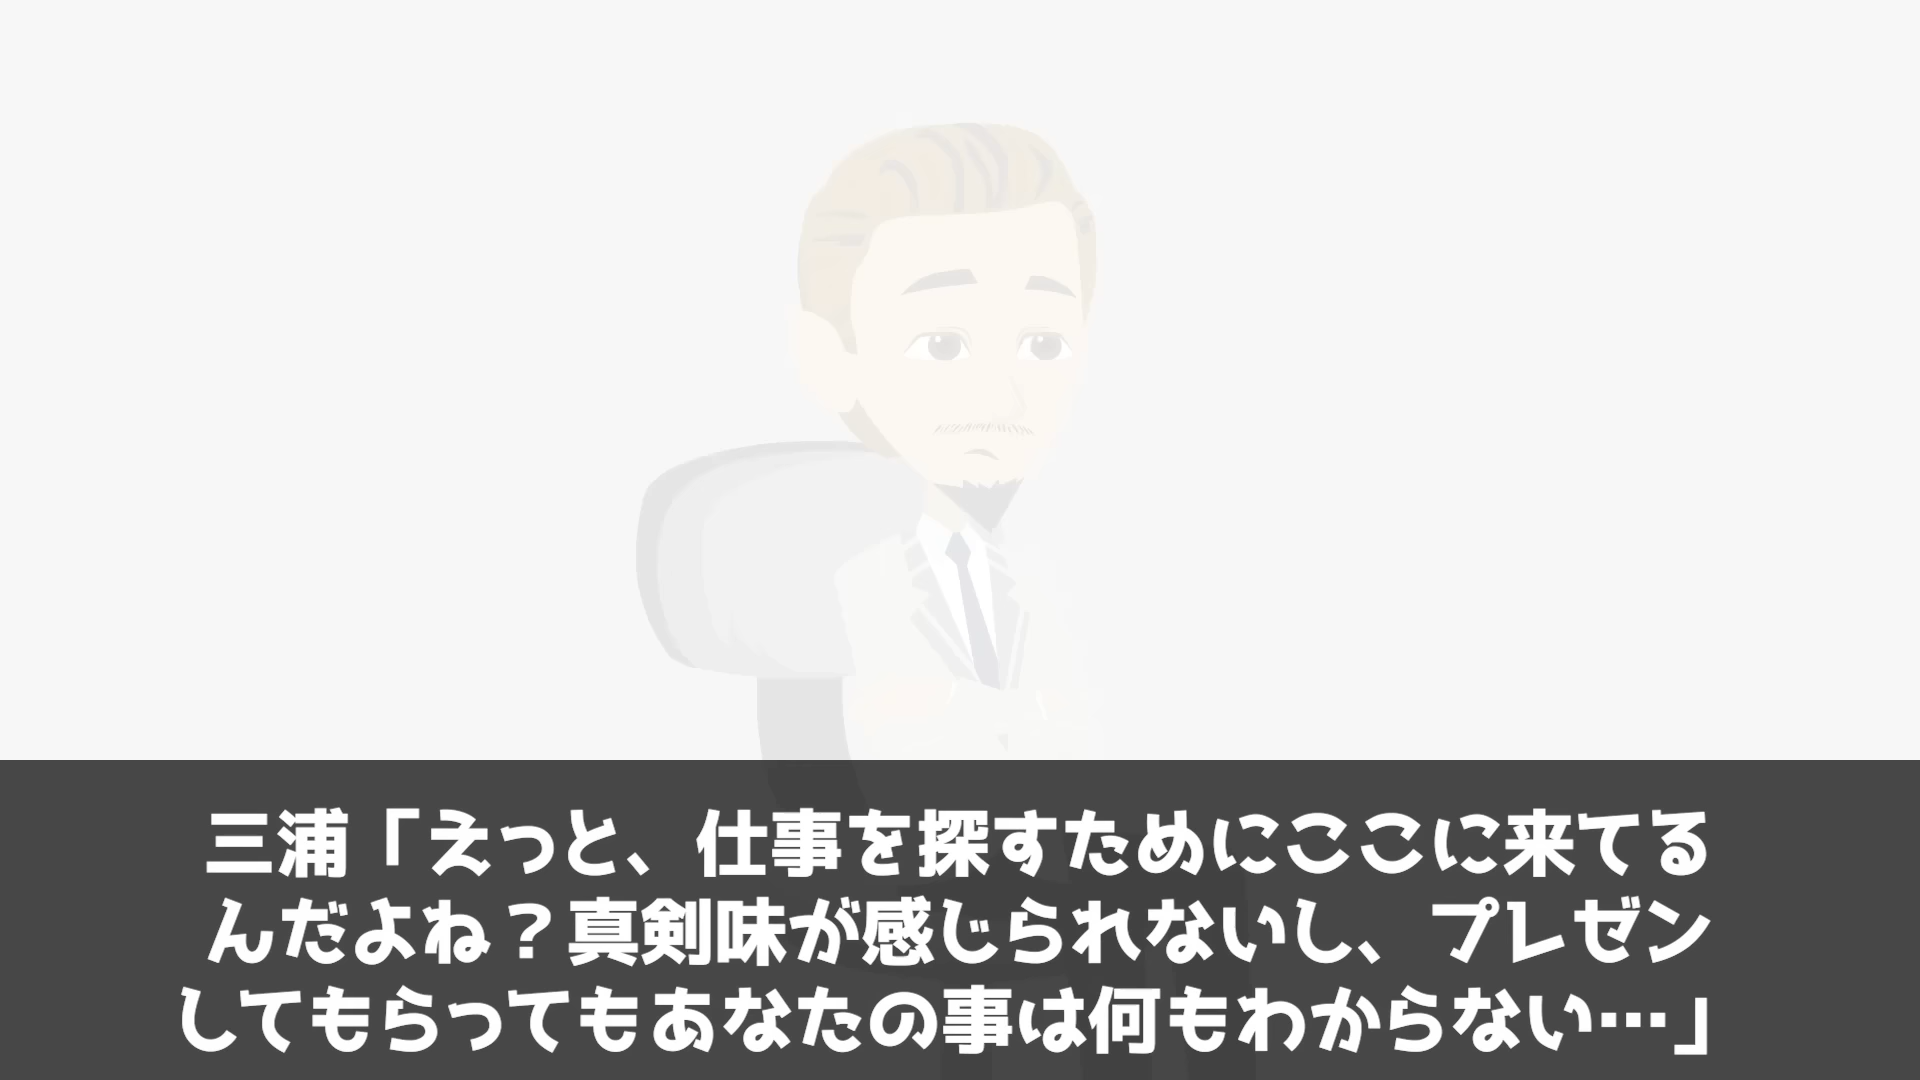 三浦「えっと、仕事を探すためにここに来てる
んだよね？真剣味が感じられないし、プレゼン
してもらってもあなたの事は何もわからない…」